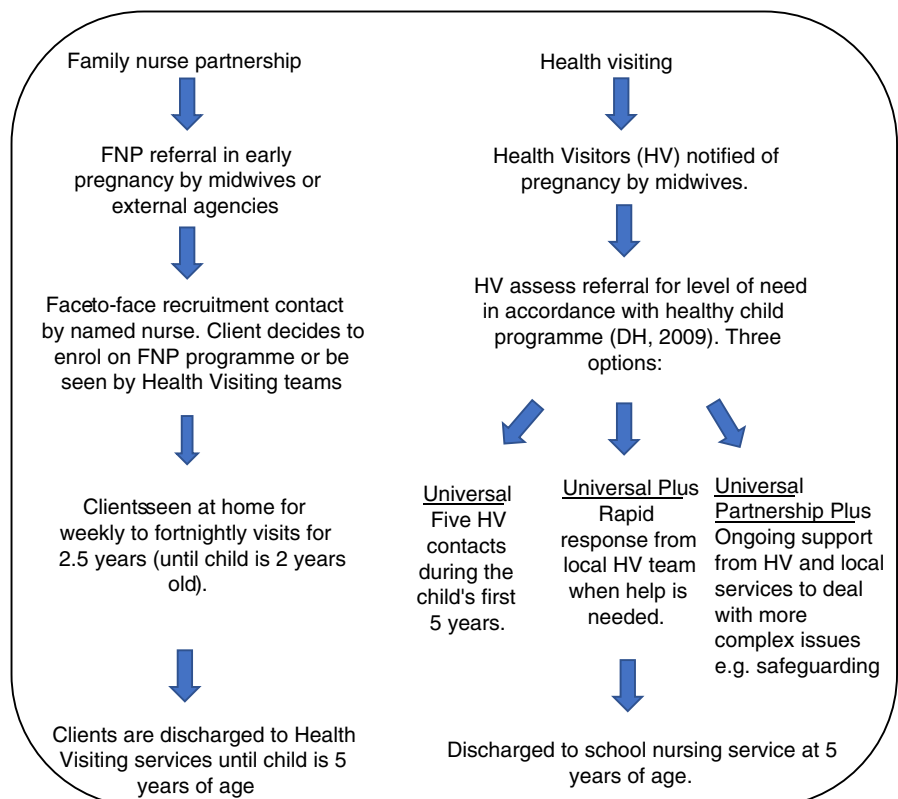 Family nurse partnership
FNP referral in early
pregnancy by midwives or
external agencies
Faceto-face recruitment contact
by named nurse. Client decides to
enrol on FNP programme or be
seen by Health Visiting teams
Clientsseen at home for
weekly to fortnightly visits for
2.5 years (until child is 2 years
old).
Clients are discharged to Health
Visiting services until child is 5
years of age
Health visiting
Health Visitors (HV) notified of
pregnancy by midwives.
HV assess referral for level of need
in accordance with healthy child
programme (DH, 2009). Three
options:
Universal
Five HV
contacts
during the
child's first
5 years.
Universal Plus
Rapid
response from
local HV team
when help is
needed.
Universal
Partnership Plus
Ongoing support
from HV and local
services to deal
with more
complex issues
e.g. safeguarding
Discharged to school nursing service at 5
years of age.